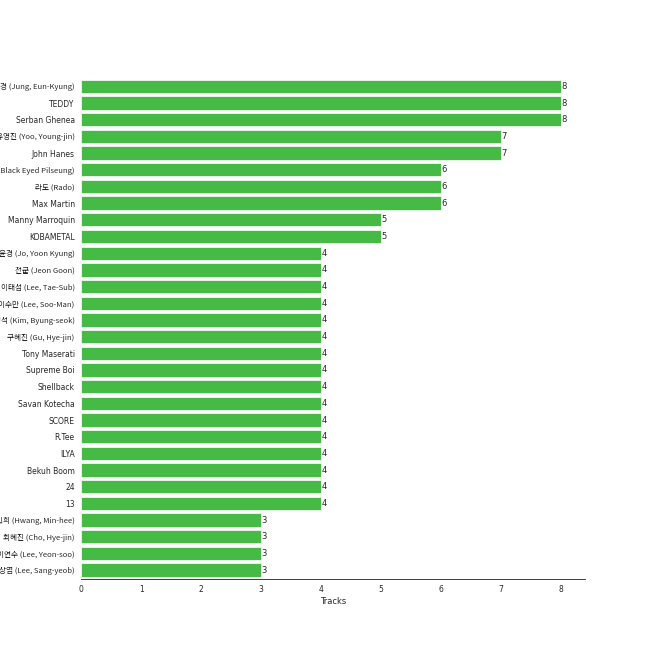 경 (Jung, Eun-Kyung) 8
TEDDY 8
Serban Ghenea 8
유영진 (Yoo, Young-jin) 7
John Hanes 7
Black Eyed Pilseung) 6
라도 (Rado) 6
Max Martin 6
Manny Marroquin 5
KOBAMETAL 5
윤경 (Jo, Yoon Kyung) 4
전군 (Jeon Goon) 4
이태섭 (Lee, Tae-Sub) 4
이수만 (Lee, Soo-Man) 4
석 (Kim, Byung-seok) 4
구혜진 (Gu, Hye-jin) 4
Tony Maserati 4
Supreme Boi 4
Shellback 4
Savan Kotecha 4
SCORE 4
R.Tee 4
ILYA 4
Bekuh Boom 4
24 4
13 4
민희 (Hwang, Min-hee) 3
최혜진 (Cho, Hye-jin) 3
이연수 (Lee, Yeon-soo) 3
상엽 (Lee, Sang-yeob) 3
0 1 2 3 4 5 6 7 8
Tracks